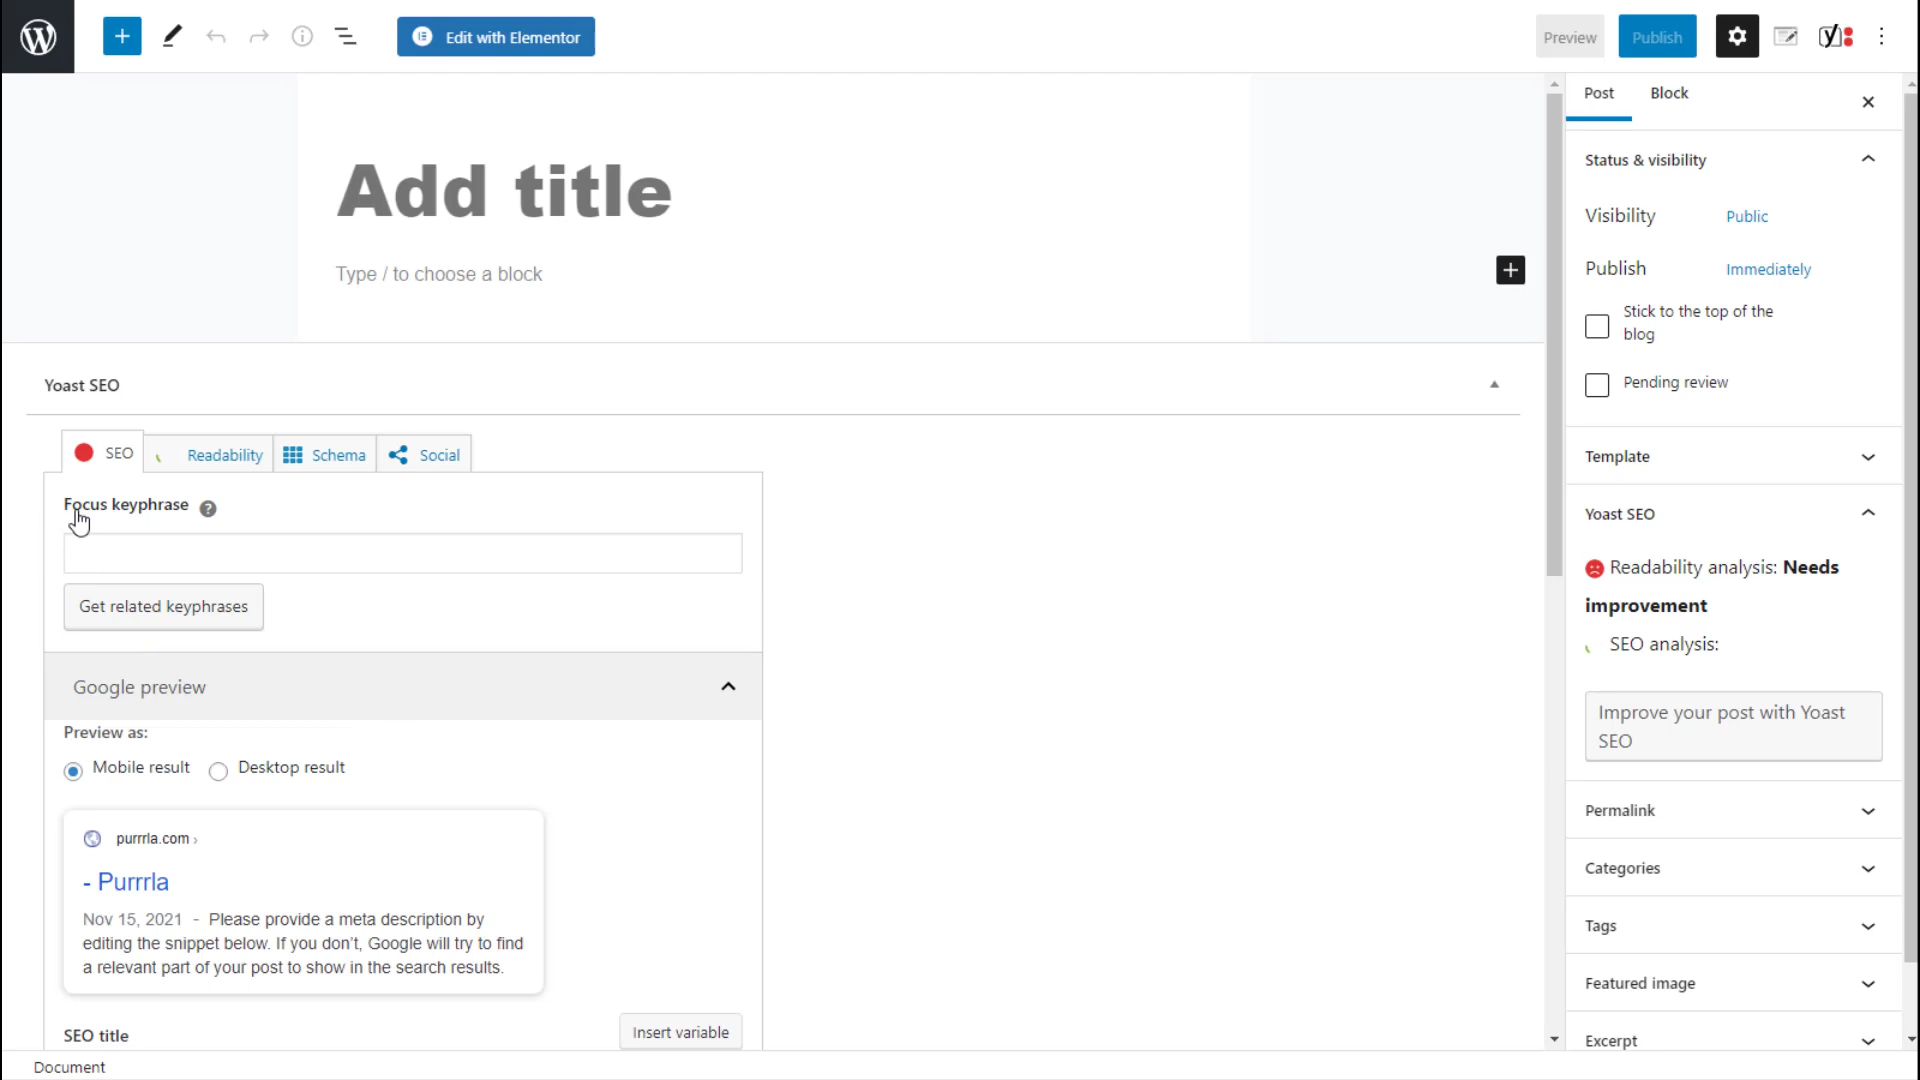 Edit with Elementor
Preview
Publish
Add title
Type / to choose a block
Yoast SEO
SEO
Readability
Schema
Social
Focus keyphrase
Get related keyphrases
Google preview
Preview as:
Mobile result
Desktop result
purrrla.com ›
- Purrrla
Nov 15, 2021 - Please provide a meta description by
editing the snippet below. If you don't, Google will try to find
a relevant part of your post to show in the search results.
SEO title
Insert variable
Document
Post
Block
Status & visibility
Visibility
Public
Publish
Immediately
Stick to the top of the
blog
Pending review
Template
Yoast SEO
Readability analysis: Needs
improvement
SEO analysis:
Improve your post with Yoast
SEO
Permalink
Categories
Tags
Featured image
Excerpt